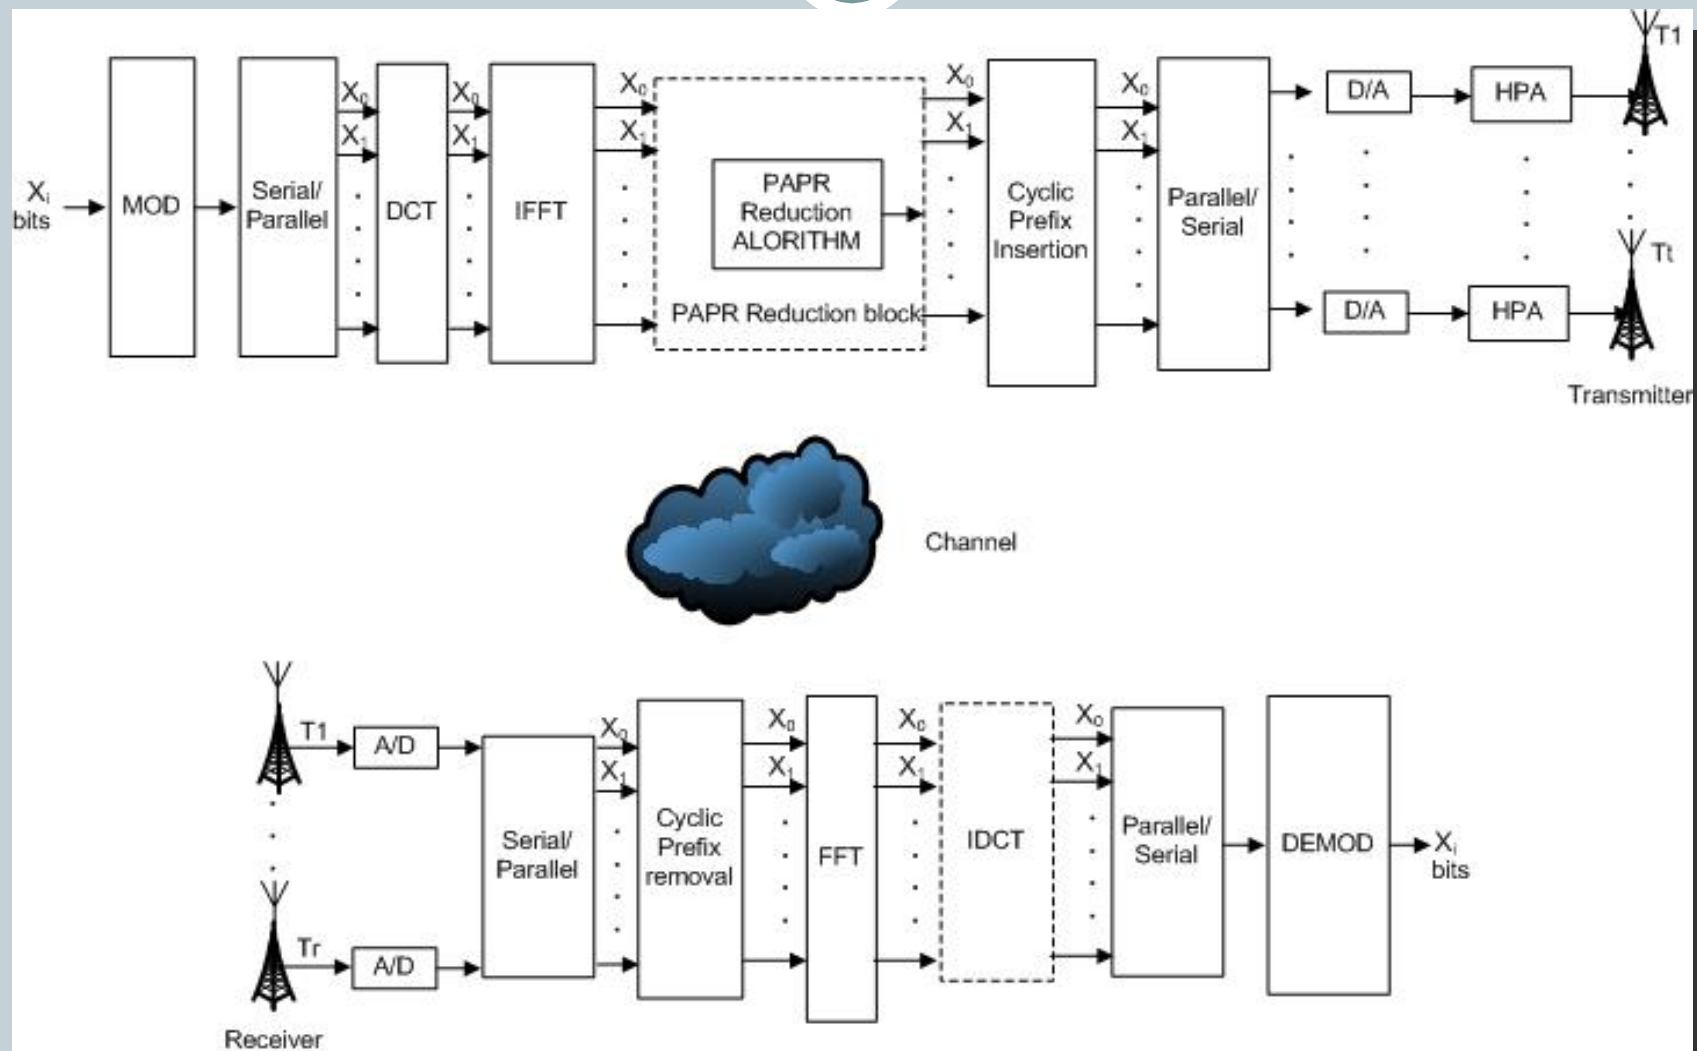 X₀
X₁
X₀
X₁
X₀
X₁
X₀
X₁
X₀
X₁
T1
Xᵢ
bits
MOD
Serial/
Parallel
DCT
IFFT
PAPR
Reduction
ALORITHM
PAPR Reduction block
Cyclic
Prefix
Insertion
Parallel/
Serial
D/A
HPA
D/A
HPA
Tt
Transmitter
Channel
T1
A/D
Tr
A/D
Receiver
Serial/
Parallel
X₀
X₁
Cyclic
Prefix
removal
X₀
X₁
FFT
X₀
X₁
IDCT
X₀
X₁
Parallel/
Serial
DEMOD
Xᵢ
bits